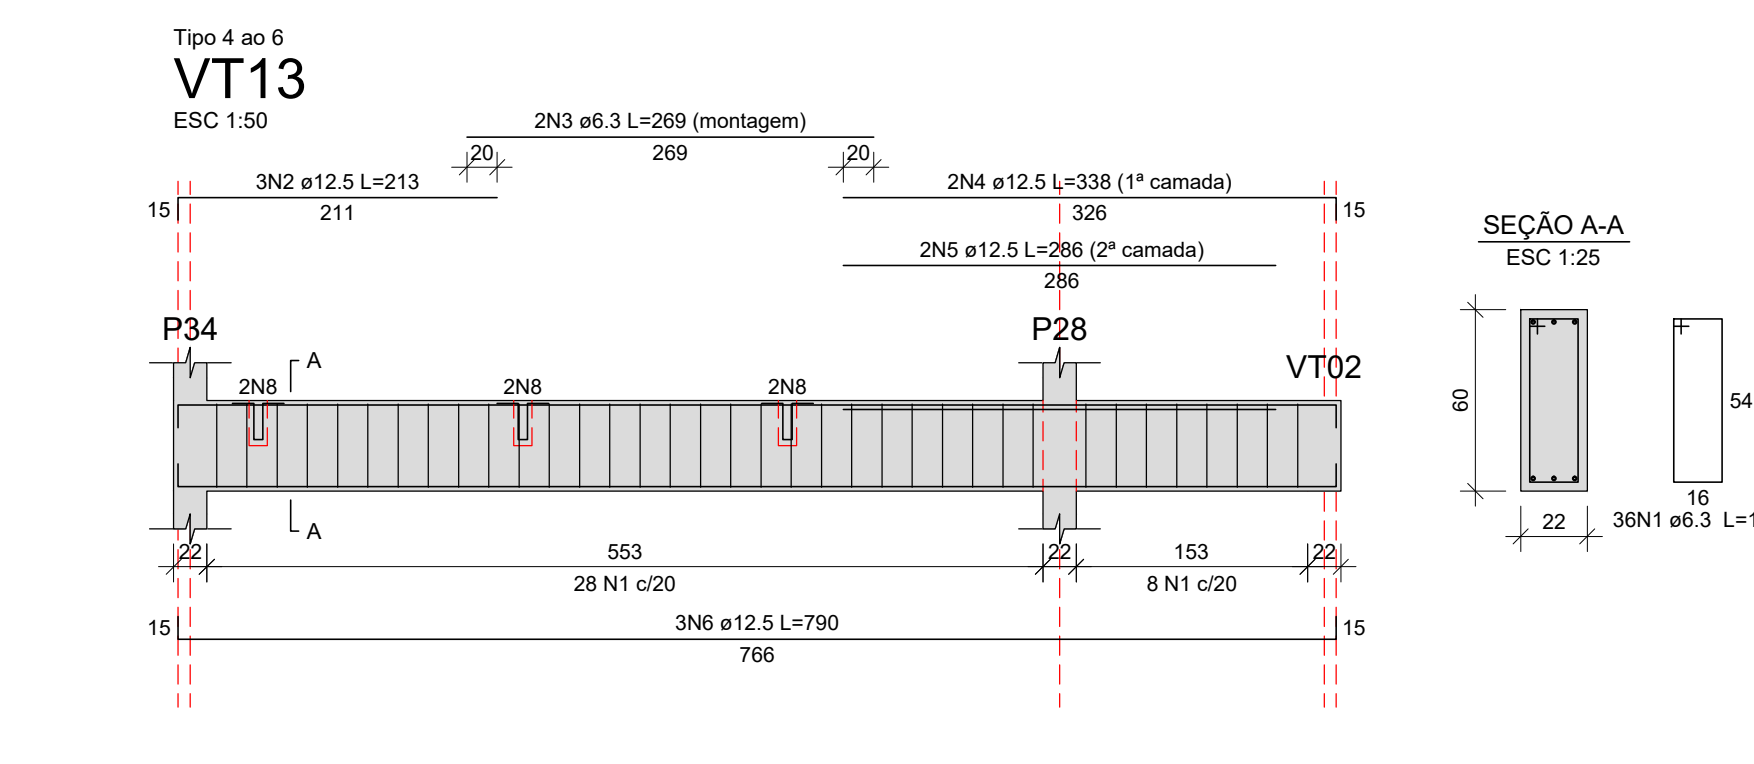 Tipo 4 ao 6
VT13
ESC 1:50
2N3 ø6.3 L=269 (montagem)
20
269
20
3N2 ø12.5 L=213
15
211
2N4 ø12.5 L=338 (1ª camada)
326
15
2N5 ø12.5 L=286 (2ª camada)
286
SEÇÃO A-A
ESC 1:25
P34
P28
VT02
A
2N8
2N8
2N8
A
60
54
16
22
36N1 ø6.3 L=1
22
553
22
153
22
28 N1 c/20
8 N1 c/20
15
3N6 ø12.5 L=790
766
15